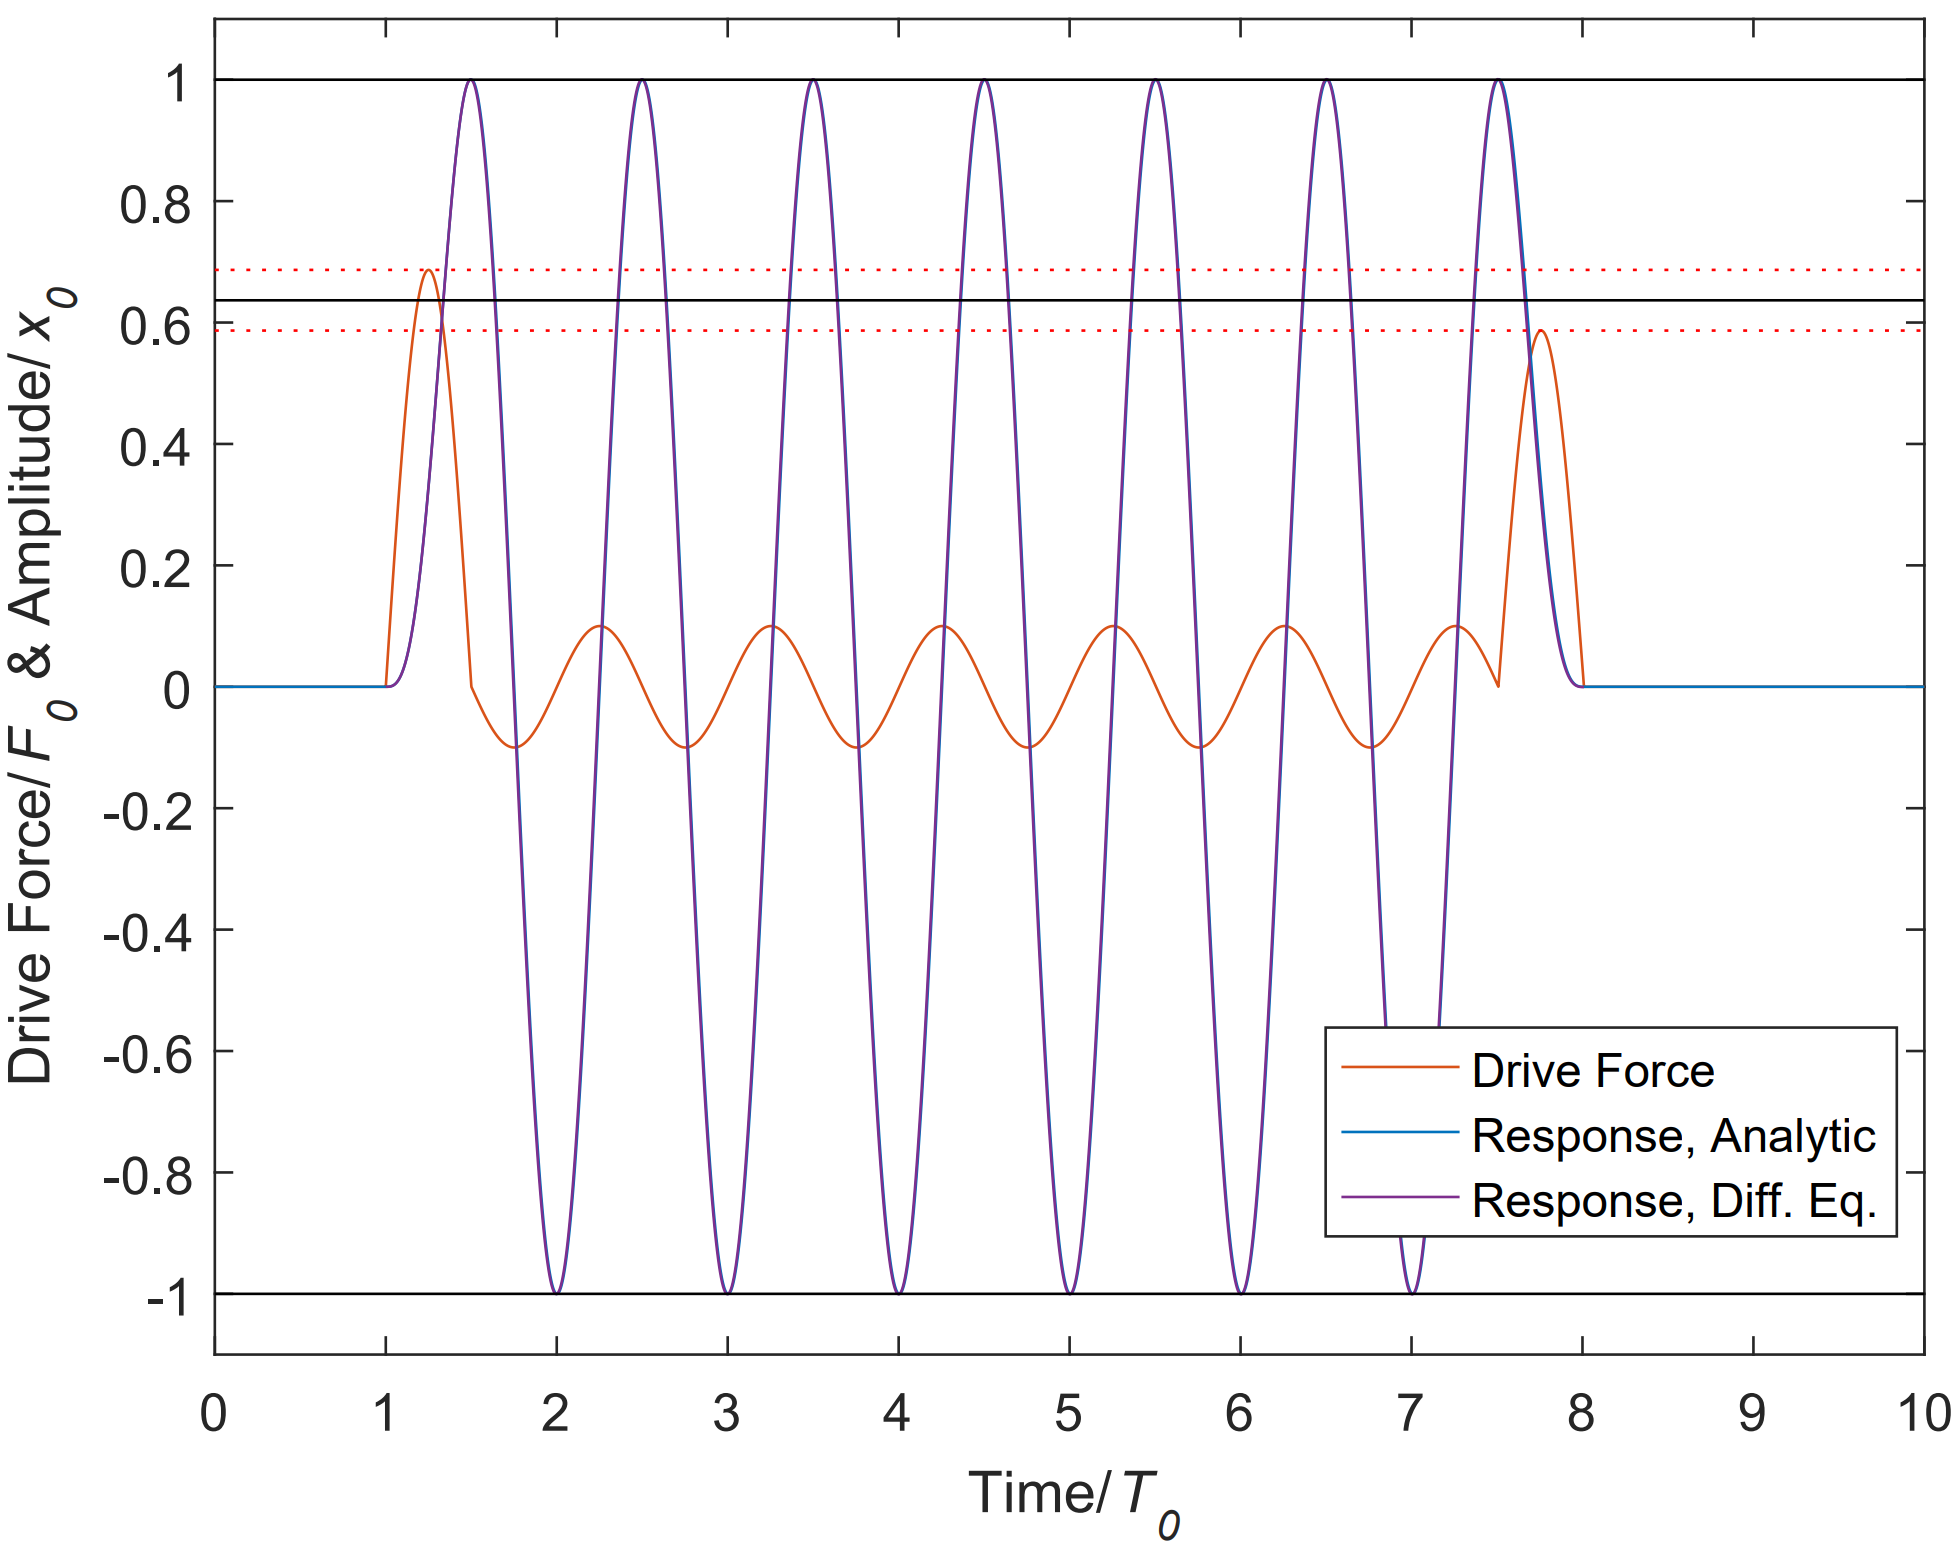 Drive Force/F0 & Amplitude/x0
1
0.8
0.6
0.4
0.2
0
-0.2
-0.4
-0.6
-0.8
-1
Drive Force
Response, Analytic
Response, Diff. Eq.
0 1 2 3 4 5 6 7 8 9 10
Time/T0